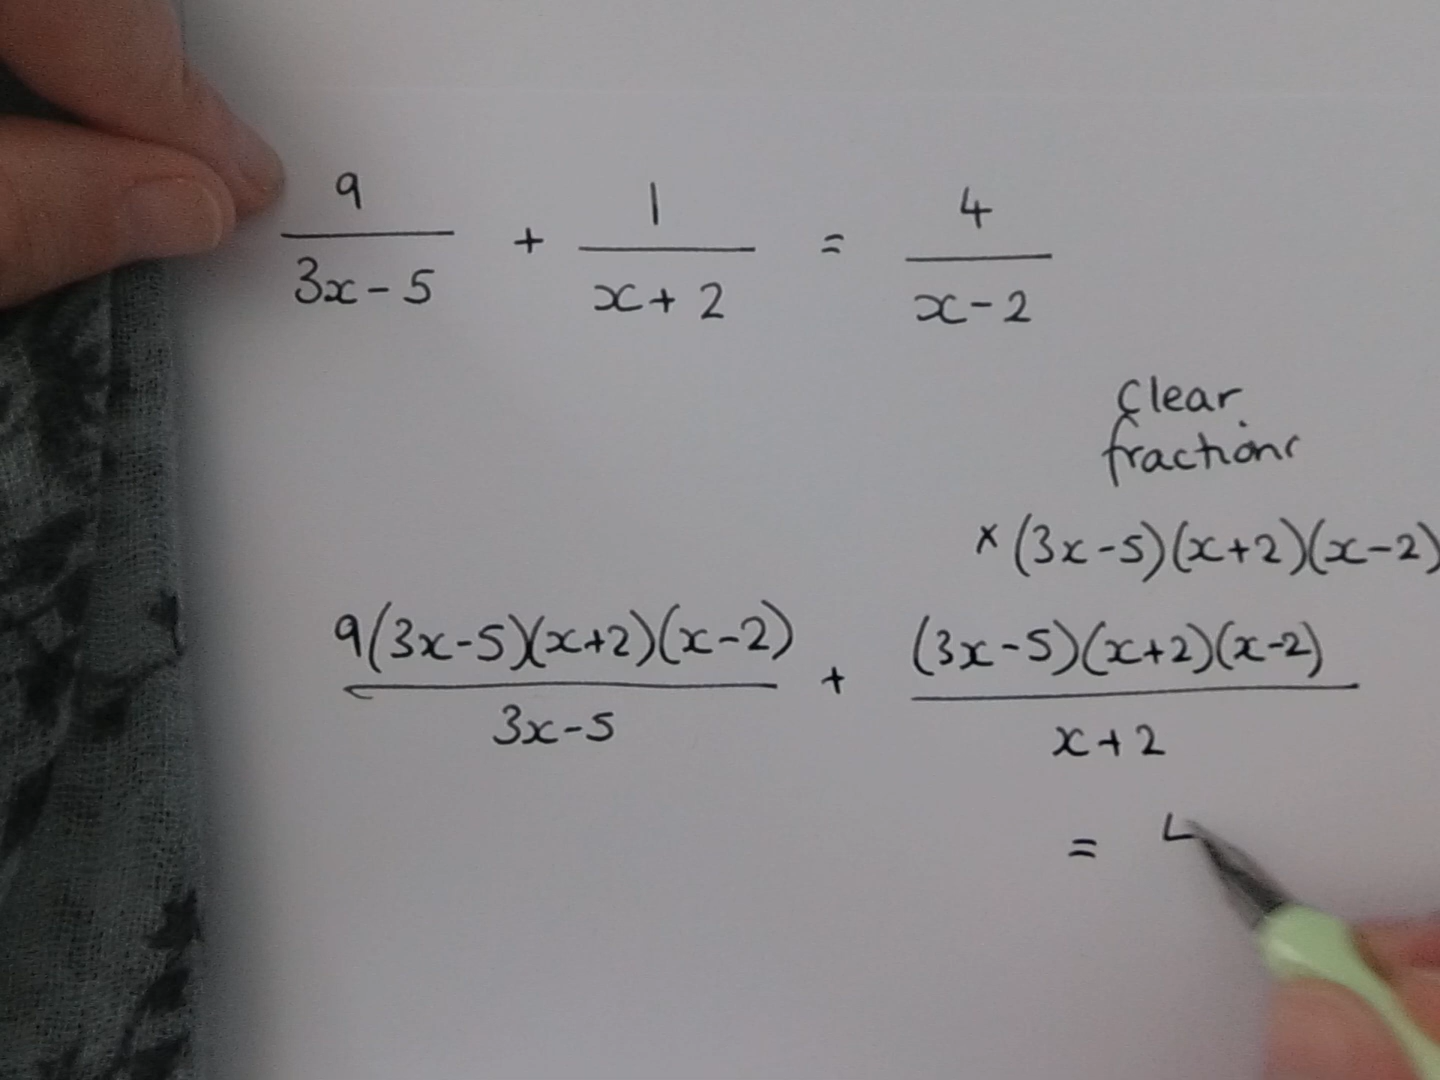 9/(3x-5) + 1/(x+2) = 4/(x-2)
Clear
fractions
× (3x-5)(x+2)(x-2)
9(3x-5)(x+2)(x-2)/(3x-5) + (3x-5)(x+2)(x-2)/(x+2)
=